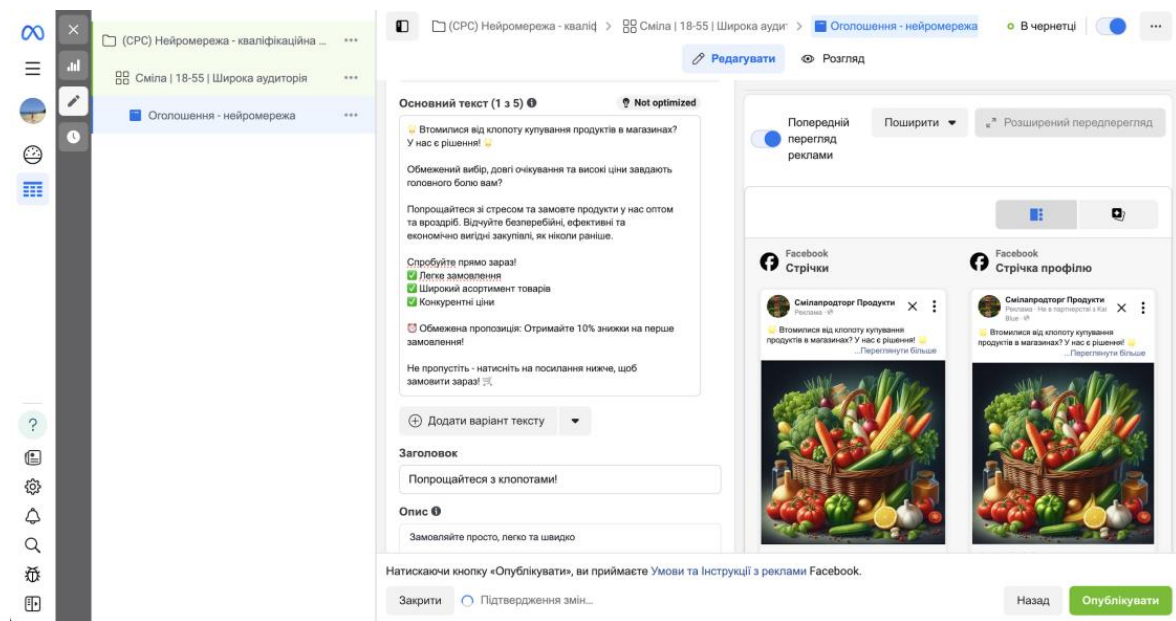 (CPC) Нейромережа - кваліфікаційна ...
Сміла | 18-55 | Широка аудиторія
Оголошення - нейромережа
(CPC) Нейромережа - кваліф > Сміла | 18-55 | Широка аудит > Оголошення - нейромережа
В чернетці
Редагувати
Розгляд
Основний текст (1 з 5)
Not optimized
Втомилися від клопоту купування продуктів в магазинах?
У нас є рішення!
Обмежений вибір, довгі очікування та високі ціни завдають
головного болю вам?
Попрощайтеся зі стресом та замовте продукти у нас оптом
та вроздріб. Відчуйте безперебійні, ефективні та
економічно вигідні закупівлі, як ніколи раніше.
Спробуйте прямо зараз!
✅ Легке замовлення
✅ Широкий асортимент товарів
✅ Конкурентні ціни
⏰ Обмежена пропозиція: Отримайте 10% знижки на перше
замовлення!
Не пропустіть - натисніть на посилання нижче, щоб
замовити зараз! 🛒
Додати варіант тексту
Заголовок
Попрощайтеся з клопотами!
Опис
Замовляйте просто, легко та швидко
Попередній
перегляд
реклами
Поширити
Розширений передперегляд
Facebook
Стрічки
Смілапродторг Продукти
Реклама
Втомилися від клопоту купування
продуктів в магазинах? У нас є рішення!
...Переглянути більше
Facebook
Стрічка профілю
Смілапродторг Продукти
Реклама · Не в партнерстві з Kai
Blue
Втомилися від клопоту купування
продуктів в магазинах? У нас є рішення!
...Переглянути більше
Натискаючи кнопку «Опублікувати», ви приймаєте Умови та Інструкції з реклами Facebook.
Закрити
Підтвердження змін...
Назад
Опублікувати